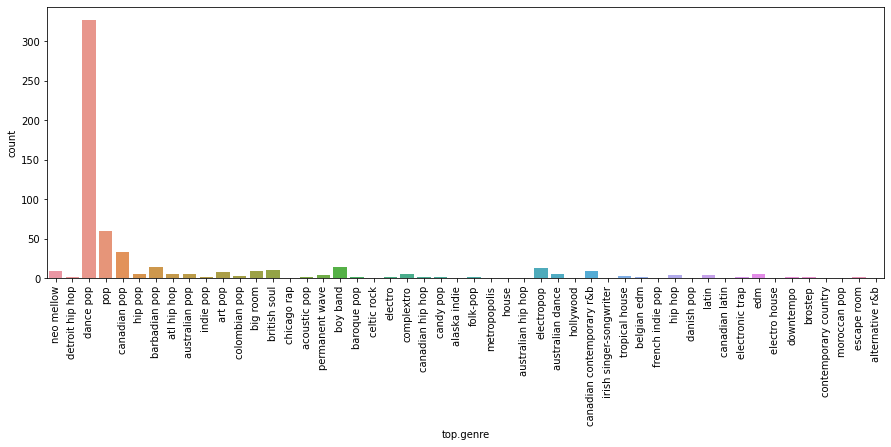 300
250
200
150
100
50
0
count
neo mellow
detroit hip hop
dance pop
pop
canadian pop
hip pop
barbadian pop
atl hip hop
australian pop
indie pop
art pop
colombian pop
big room
british soul
chicago rap
acoustic pop
permanent wave
boy band
baroque pop
celtic rock
electro
complextro
canadian hip hop
candy pop
alaska indie
folk-pop
metropopolis
house
australian hip hop
electropop
australian dance
hollywood
canadian contemporary r&b
irish singer-songwriter
tropical house
belgian edm
french indie pop
hip hop
danish pop
latin
canadian latin
electronic trap
edm
electro house
downtempo
brostep
contemporary country
moroccan pop
escape room
alternative r&b
top.genre